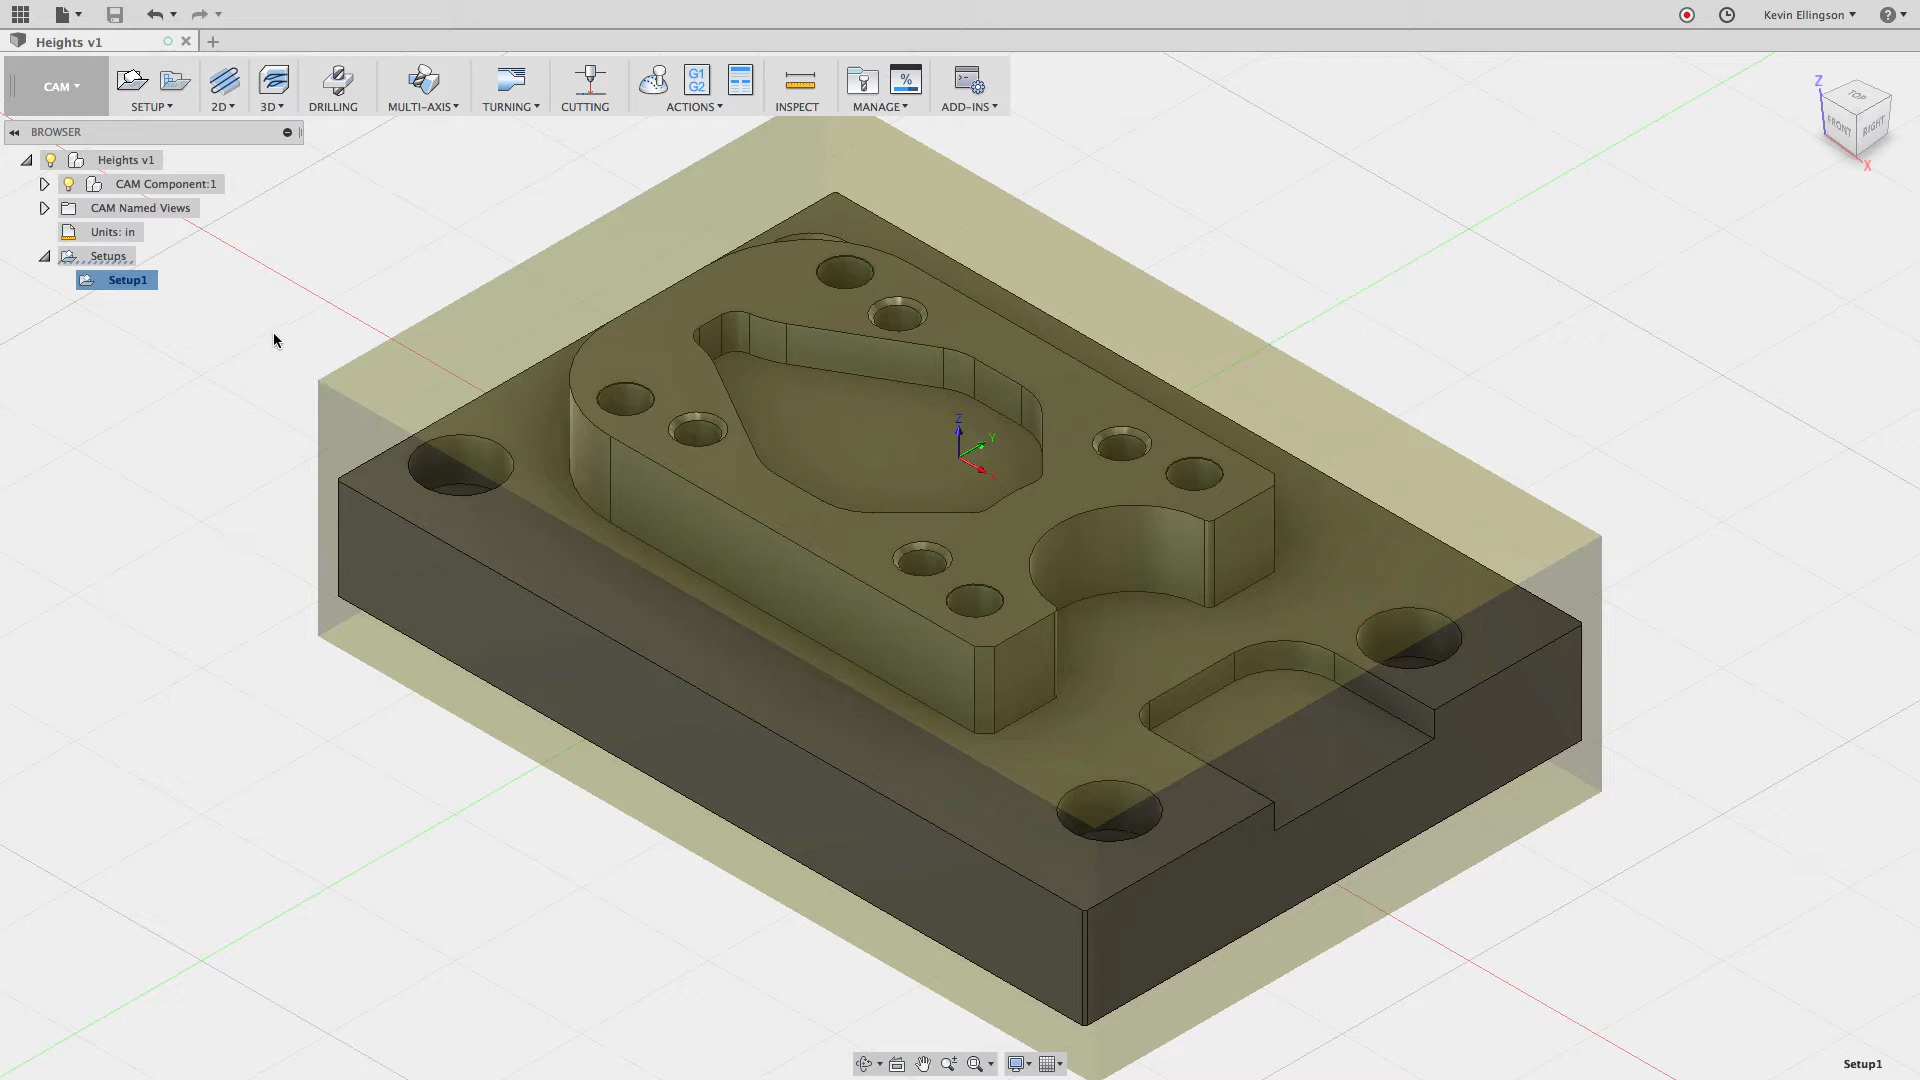 Kevin Ellingson
Heights v1
CAM
SETUP
2D
3D
DRILLING
MULTI-AXIS
TURNING
CUTTING
G1
G2
ACTIONS
%
INSPECT
MANAGE
ADD-INS
BROWSER
Heights v1
CAM Component:1
CAM Named Views
Units: in
Setups
Setup1
Z
TOP
FRONT
RIGHT
X
Z
Y
X
Setup1